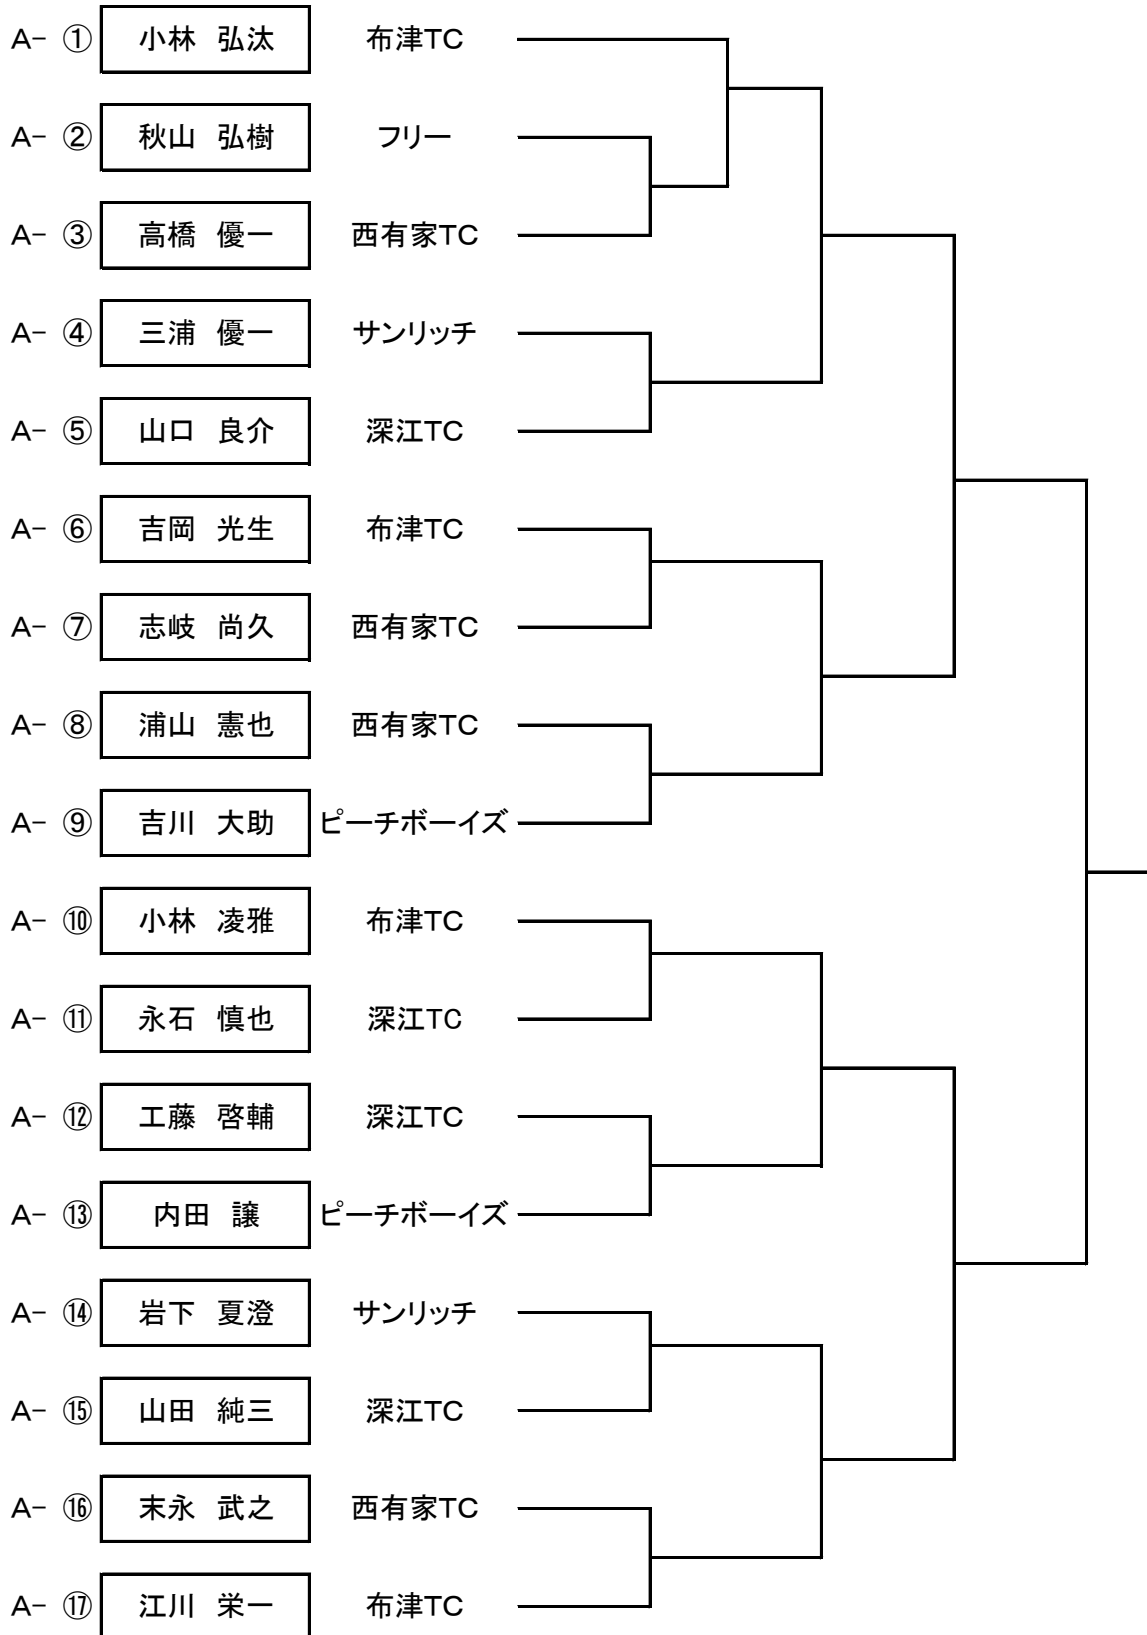 A- ① 小林 弘汰 布津TC
A- ② 秋山 弘樹 フリー
A- ③ 高橋 優一 西有家TC
A- ④ 三浦 優一 サンリッチ
A- ⑤ 山口 良介 深江TC
A- ⑥ 吉岡 光生 布津TC
A- ⑦ 志岐 尚久 西有家TC
A- ⑧ 浦山 憲也 西有家TC
A- ⑨ 吉川 大助 ピーチボーイズ
A- ⑩ 小林 凌雅 布津TC
A- ⑪ 永石 慎也 深江TC
A- ⑫ 工藤 啓輔 深江TC
A- ⑬ 内田 譲 ピーチボーイズ
A- ⑭ 岩下 夏澄 サンリッチ
A- ⑮ 山田 純三 深江TC
A- ⑯ 末永 武之 西有家TC
A- ⑰ 江川 栄一 布津TC